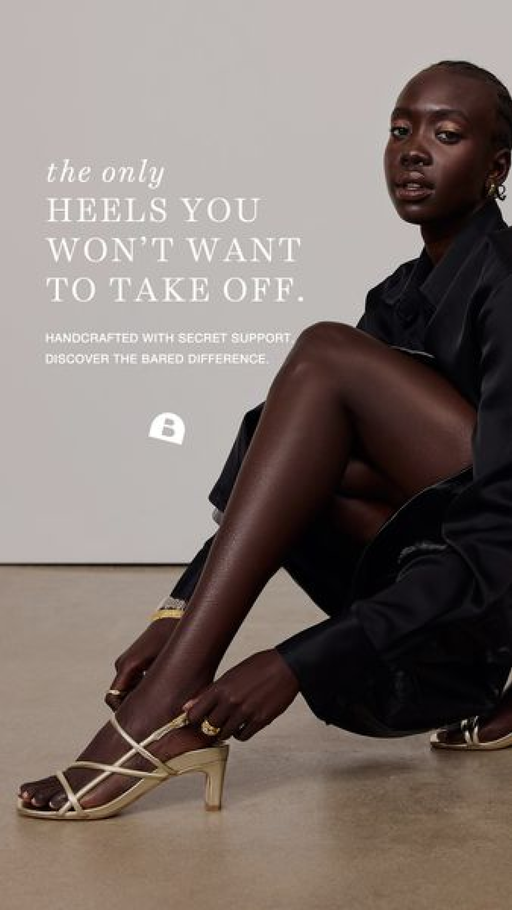 the only
HEELS YOU
WON'T WANT
TO TAKE OFF.
HANDCRAFTED WITH SECRET SUPPORT.
DISCOVER THE BARED DIFFERENCE.
B